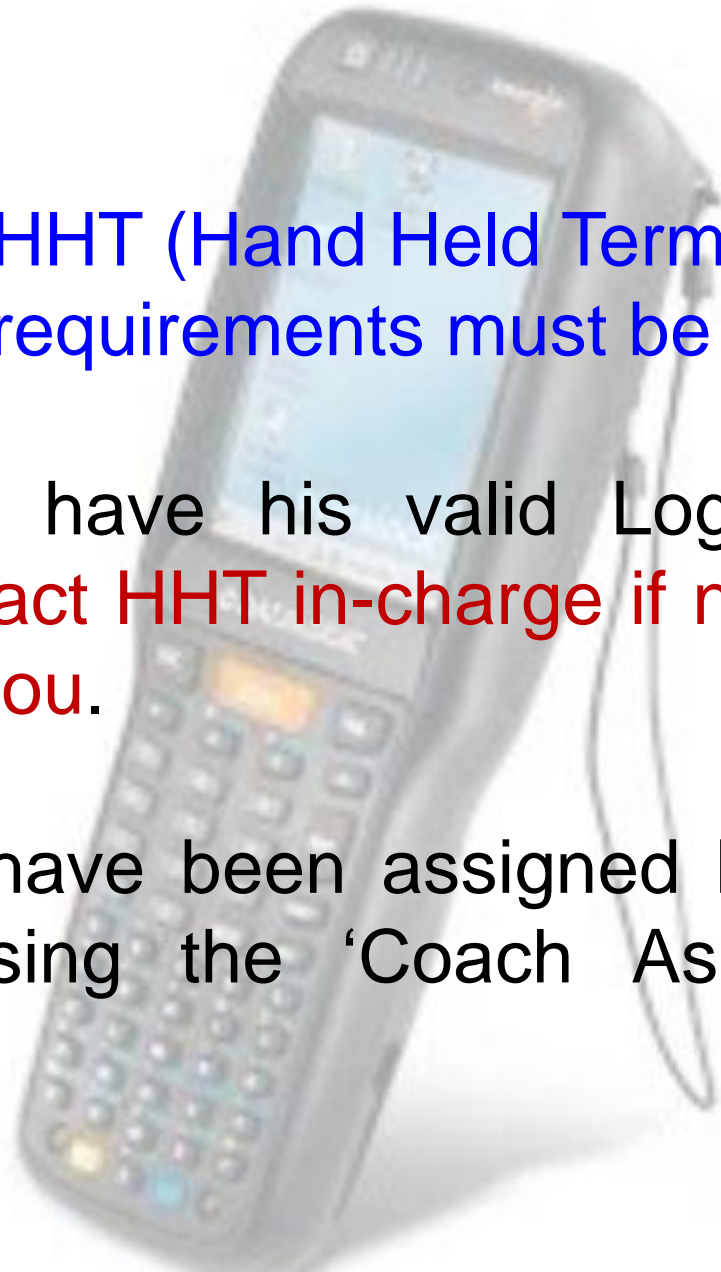 HHT (Hand Held Term
requirements must be
have his valid Log
act HHT in-charge if
ou.
have been assigned
sing the ‘Coach As